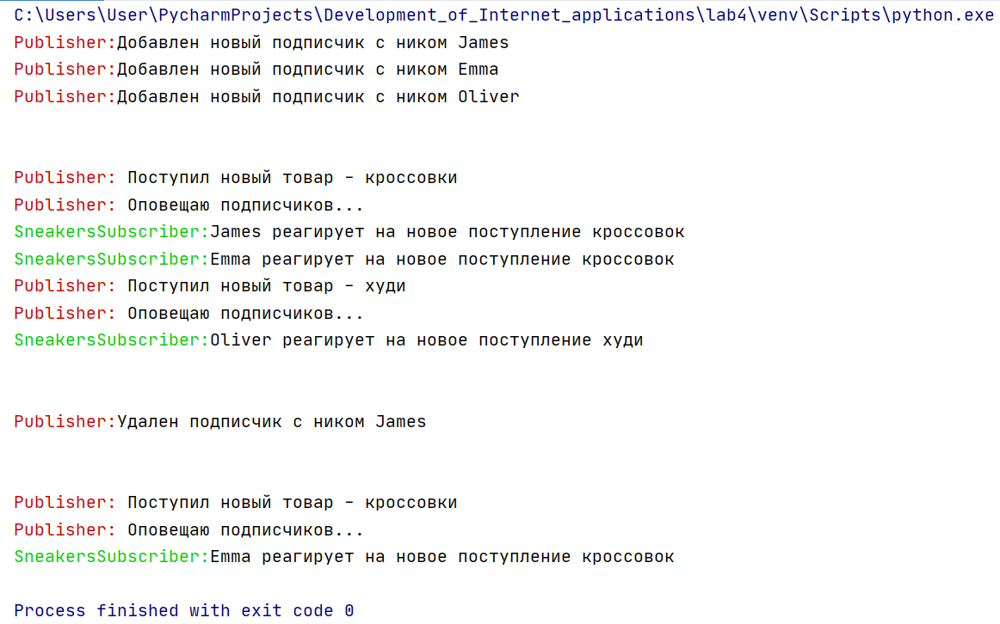 C:\Users\User\PycharmProjects\Development_of_Internet_applications\lab4\venv\Scripts\python.exe
Publisher:Добавлен новый подписчик с ником James
Publisher:Добавлен новый подписчик с ником Emma
Publisher:Добавлен новый подписчик с ником Oliver
Publisher: Поступил новый товар - кроссовки
Publisher: Оповещаю подписчиков...
SneakersSubscriber:James реагирует на новое поступление кроссовок
SneakersSubscriber:Emma реагирует на новое поступление кроссовок
Publisher: Поступил новый товар - худи
Publisher: Оповещаю подписчиков...
SneakersSubscriber:Oliver реагирует на новое поступление худи
Publisher:Удален подписчик с ником James
Publisher: Поступил новый товар - кроссовки
Publisher: Оповещаю подписчиков...
SneakersSubscriber:Emma реагирует на новое поступление кроссовок
Process finished with exit code 0